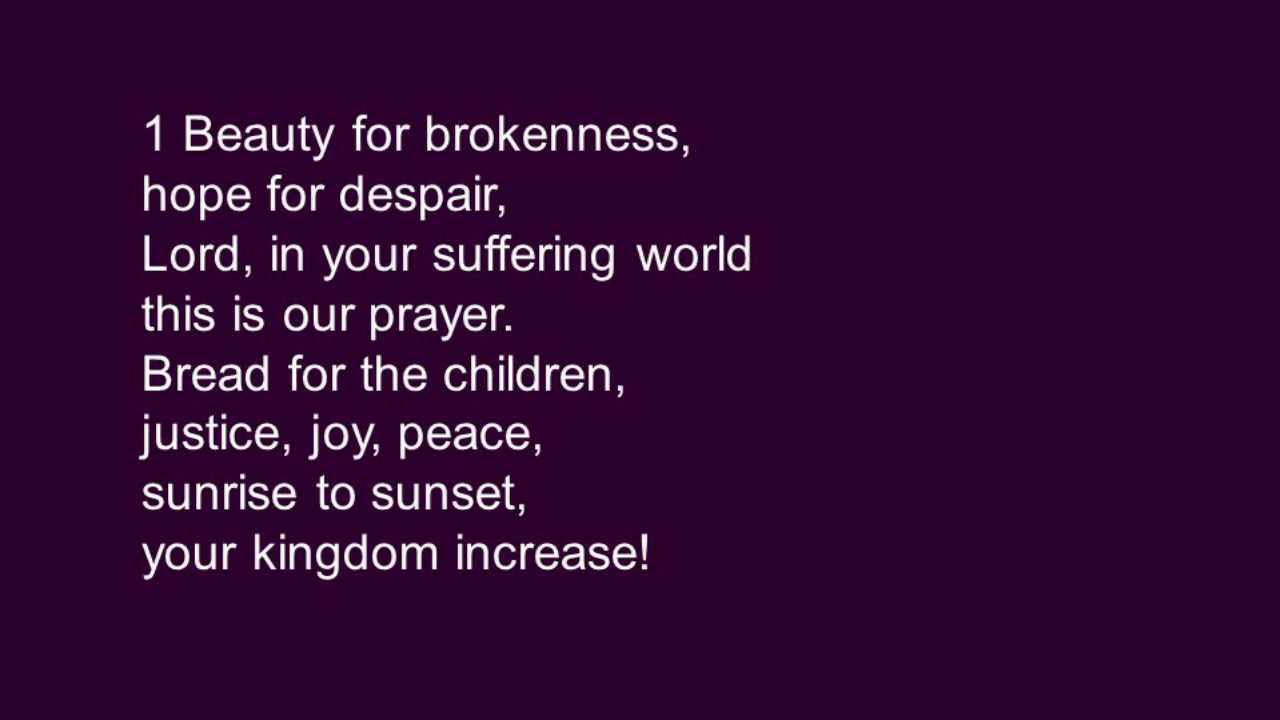 1 Beauty for brokenness,
hope for despair,
Lord, in your suffering world
this is our prayer.
Bread for the children,
justice, joy, peace,
sunrise to sunset,
your kingdom increase!